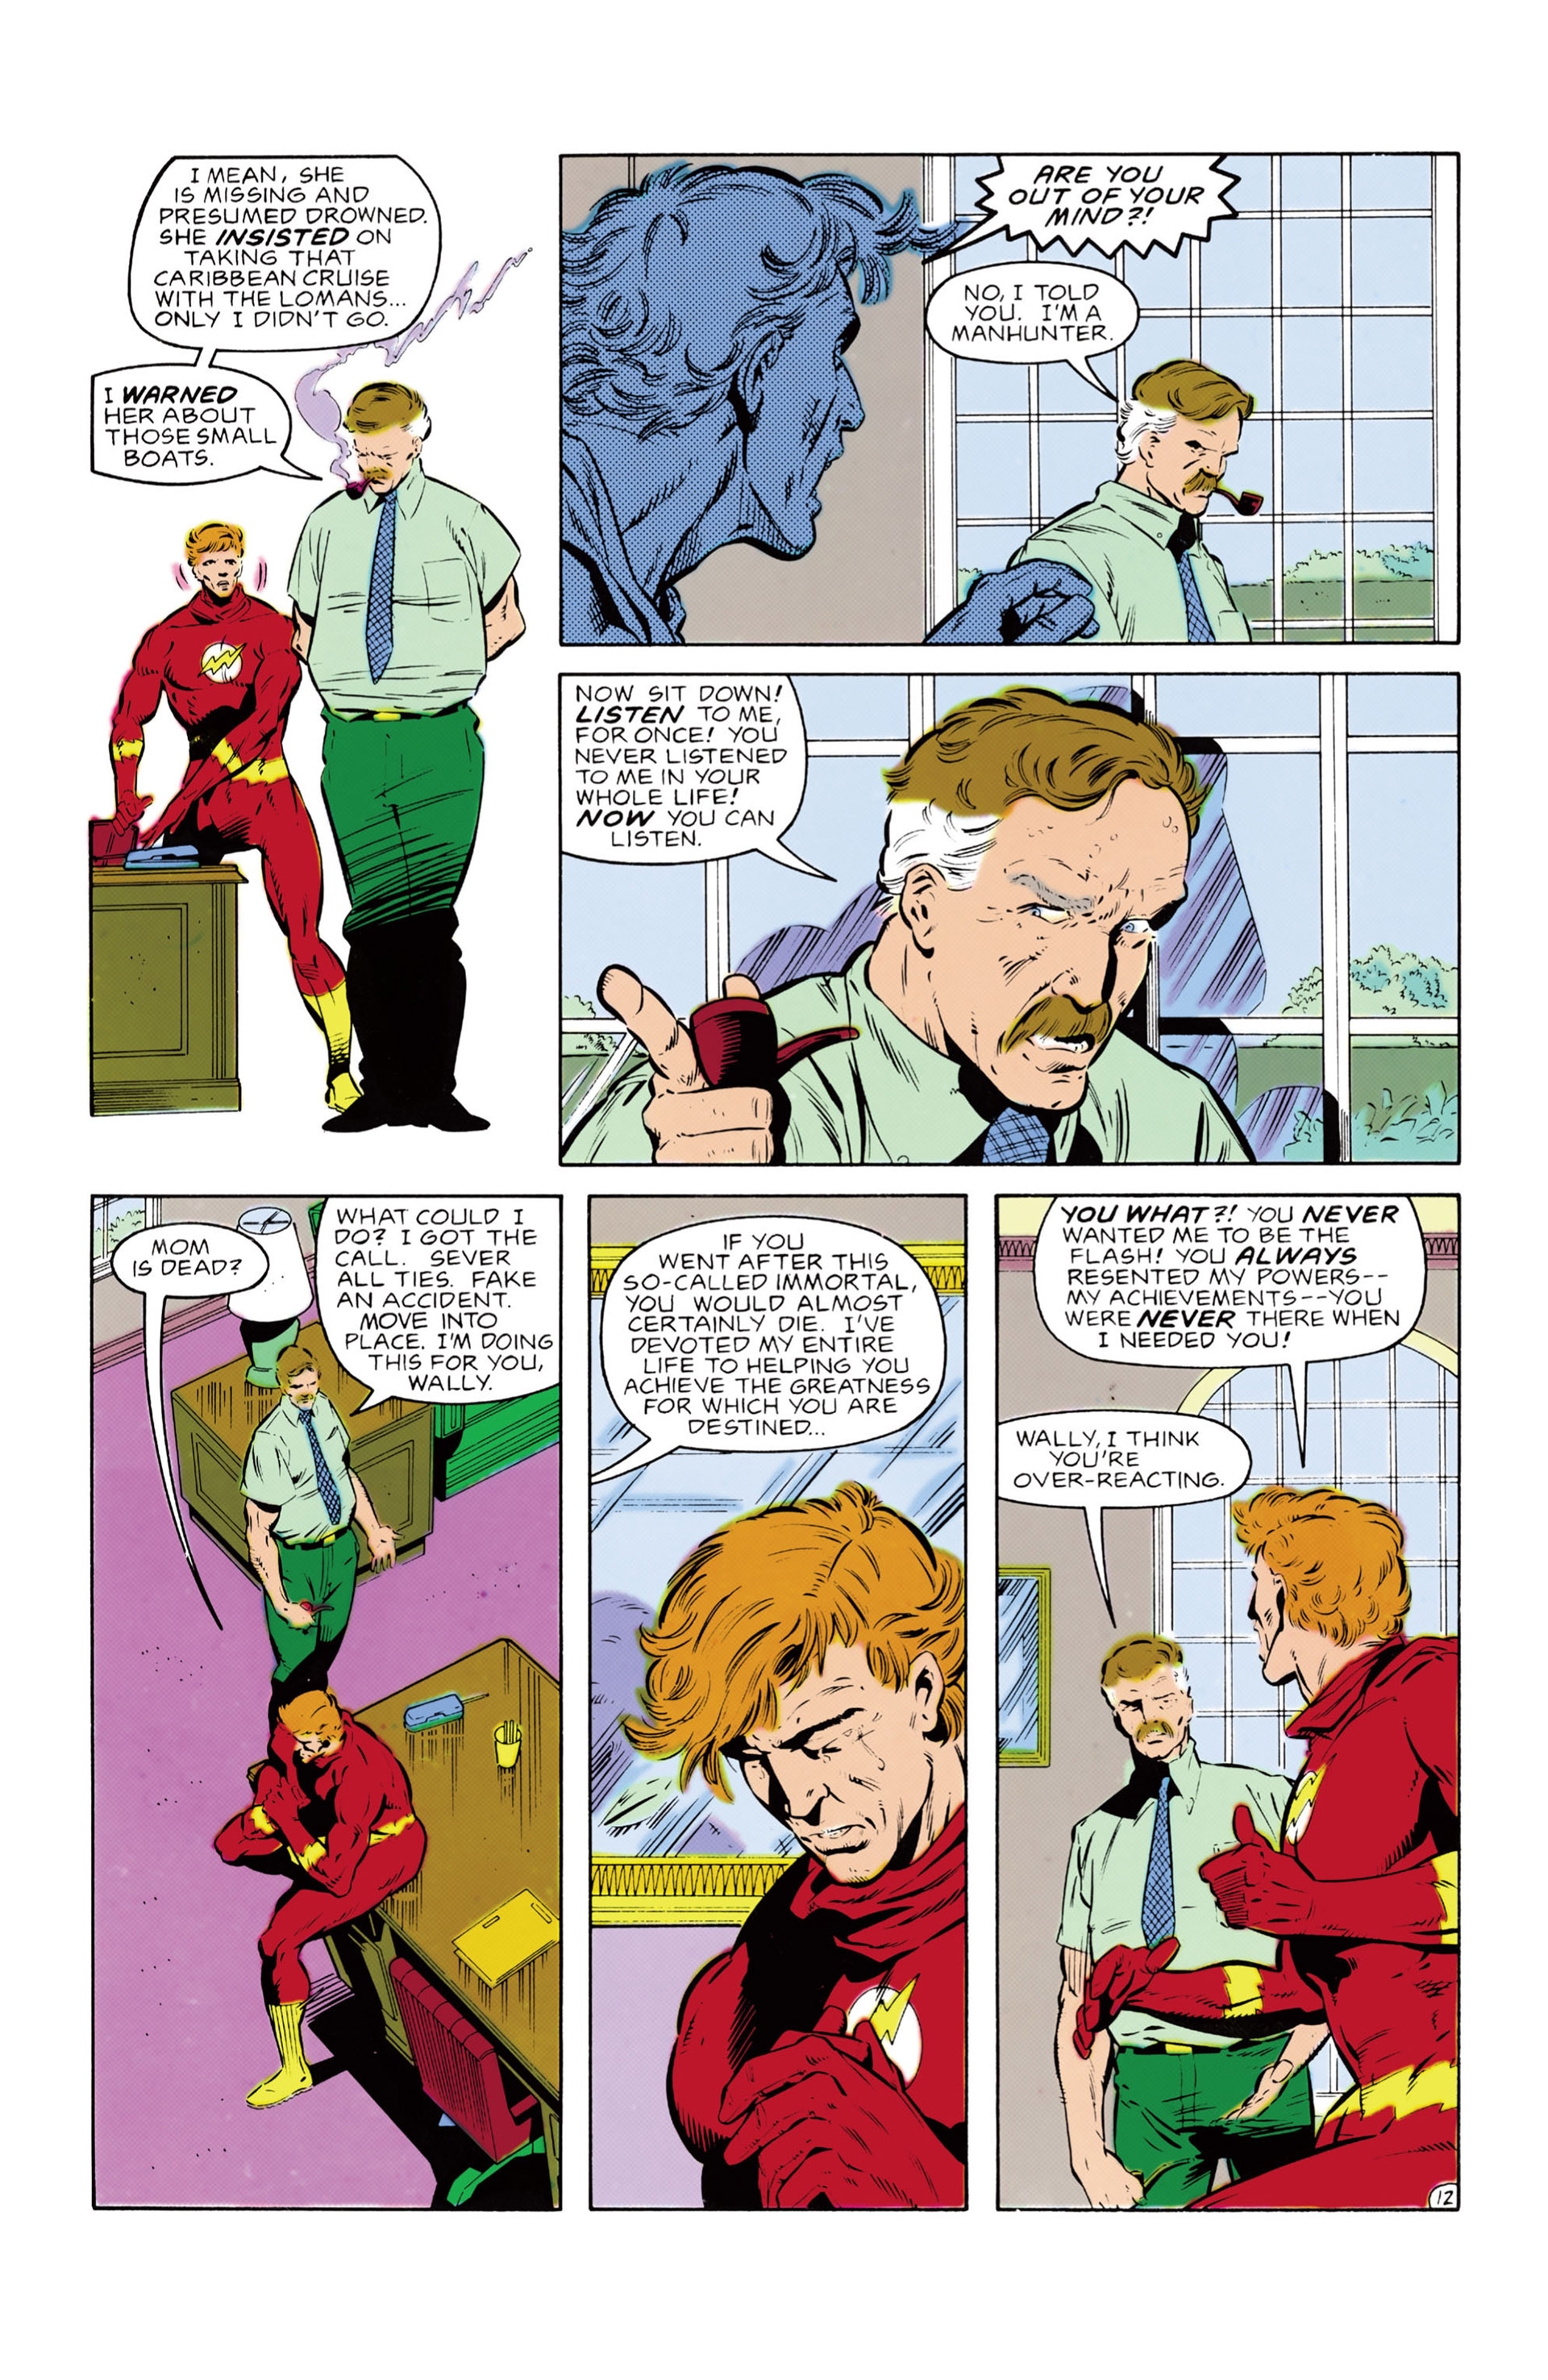 I MEAN, SHE
IS MISSING AND
PRESUMED DROWNED.
SHE INSISTED ON
TAKING THAT
CARIBBEAN CRUISE
WITH THE LOMANS...
ONLY I DIDN'T GO.
I WARNED
HER ABOUT
THOSE SMALL
BOATS.
ARE YOU
OUT OF YOUR
MIND?!
NO, I TOLD
YOU. I'M A
MANHUNTER.
NOW SIT DOWN!
LISTEN TO ME,
FOR ONCE! YOU
NEVER LISTENED
TO ME IN YOUR
WHOLE LIFE!
NOW YOU CAN
LISTEN.
MOM
IS DEAD?
WHAT COULD I
DO? I GOT THE
CALL. SEVER
ALL TIES. FAKE
AN ACCIDENT.
MOVE INTO
PLACE. I'M DOING
THIS FOR YOU,
WALLY.
IF YOU
WENT AFTER THIS
SO-CALLED IMMORTAL,
YOU WOULD ALMOST
CERTAINLY DIE. I'VE
DEVOTED MY ENTIRE
LIFE TO HELPING YOU
ACHIEVE THE GREATNESS
FOR WHICH YOU ARE
DESTINED...
YOU WHAT?! YOU NEVER
WANTED ME TO BE THE
FLASH! YOU ALWAYS
RESENTED MY POWERS--
MY ACHIEVEMENTS--YOU
WERE NEVER THERE WHEN
I NEEDED YOU!
WALLY, I THINK
YOU'RE
OVER-REACTING.
12